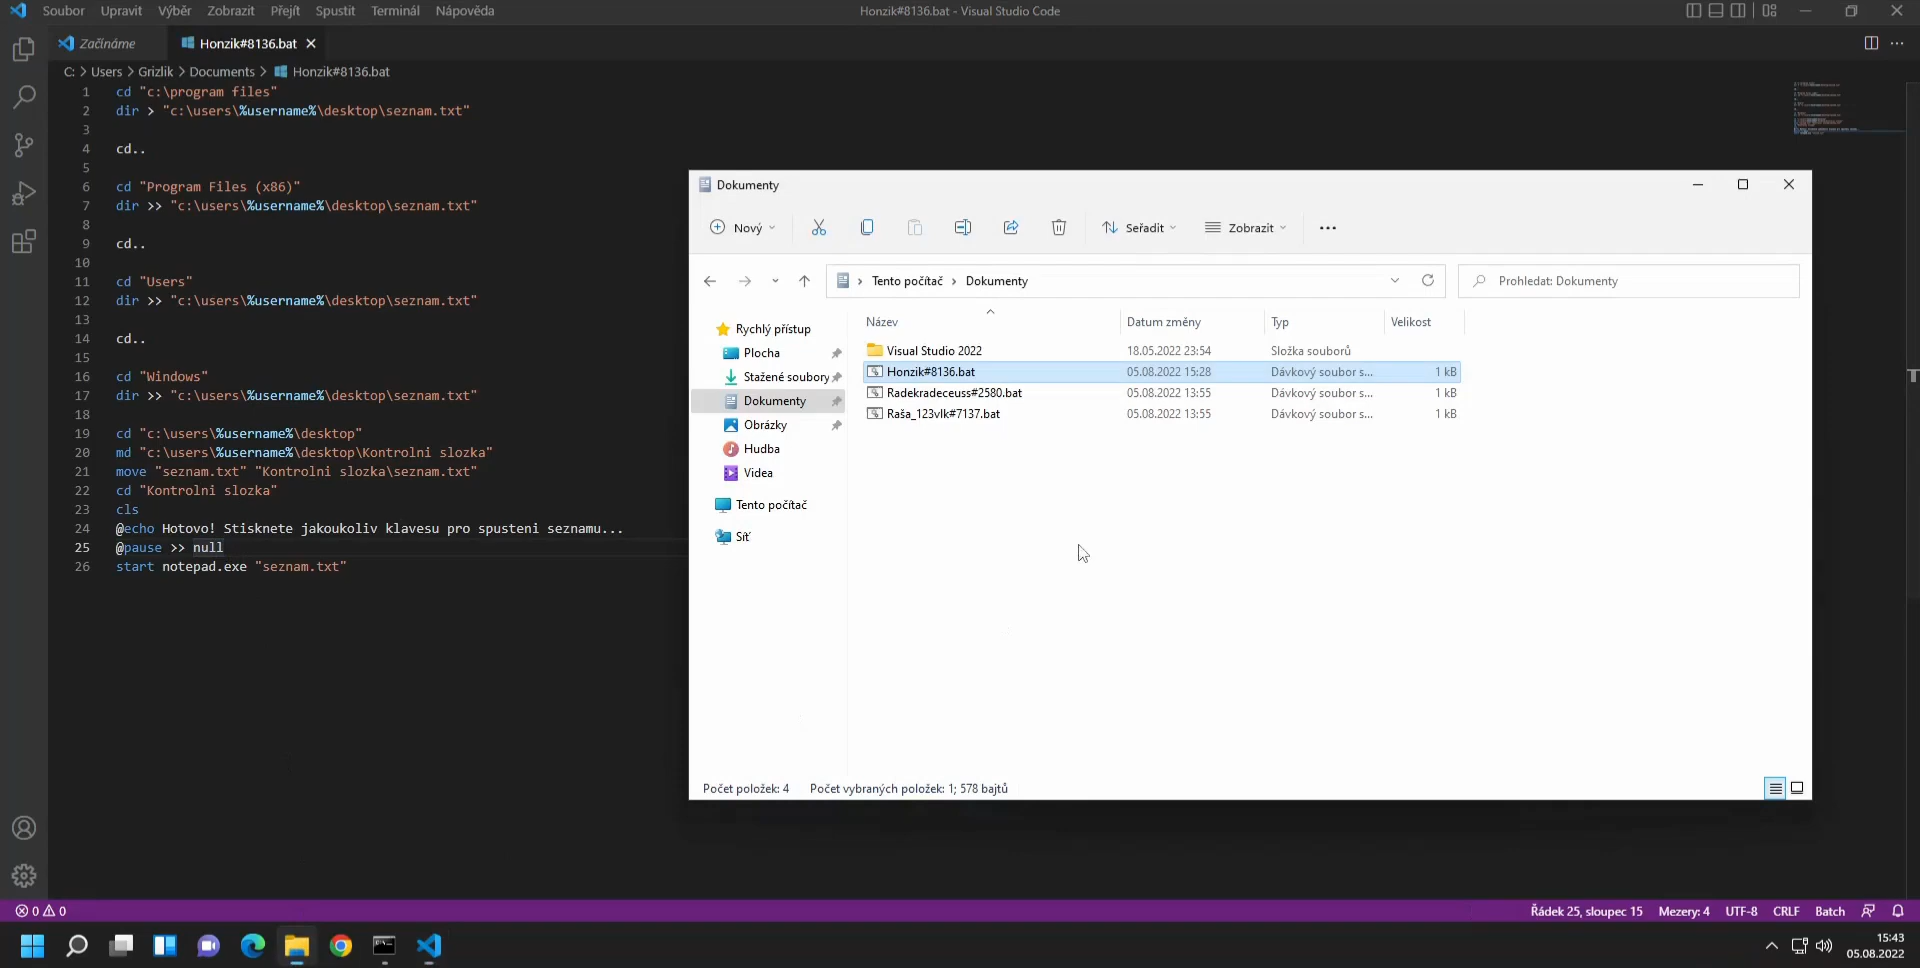 Soubor Upravit Výběr Zobrazit Přejít Spustit Terminál Nápověda
Honzik#8136.bat - Visual Studio Code
Začínáme
Honzik#8136.bat
C: > Users > Grizlik > Documents > Honzik#8136.bat
1 cd "c:\program files"
2 dir > "c:\users\%username%\desktop\seznam.txt"
3
4 cd..
5
6 cd "Program Files (x86)"
7 dir >> "c:\users\%username%\desktop\seznam.txt"
8
9 cd..
10
11 cd "Users"
12 dir >> "c:\users\%username%\desktop\seznam.txt"
13
14 cd..
15
16 cd "Windows"
17 dir >> "c:\users\%username%\desktop\seznam.txt"
18
19 cd "c:\users\%username%\desktop"
20 md "c:\users\%username%\desktop\Kontrolni slozka"
21 move "seznam.txt" "Kontrolni slozka\seznam.txt"
22 cd "Kontrolni slozka"
23 cls
24 @echo Hotovo! Stisknete jakoukoliv klavesu pro spusteni seznamu...
25 @pause >> null
26 start notepad.exe "seznam.txt"
Dokumenty
Nový
Seřadit
Zobrazit
Tento počítač > Dokumenty
Prohledat: Dokumenty
Rychlý přístup
Plocha
Stažené soubory
Dokumenty
Obrázky
Hudba
Videa
Tento počítač
Síť
Název Datum změny Typ Velikost
Visual Studio 2022 18.05.2022 23:54 Složka souborů
Honzik#8136.bat 05.08.2022 15:28 Dávkový soubor s... 1 kB
Radekradeceuss#2580.bat 05.08.2022 13:55 Dávkový soubor s... 1 kB
Raša_123vlk#7137.bat 05.08.2022 13:55 Dávkový soubor s... 1 kB
Počet položek: 4 Počet vybraných položek: 1; 578 bajtů
0 0
Řádek 25, sloupec 15 Mezery: 4 UTF-8 CRLF Batch
15:43
05.08.2022